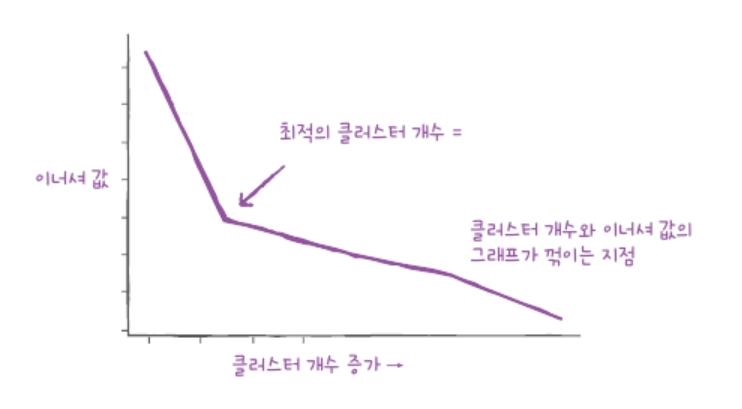 최적의 클러스터 개수 =
이너셔 값
클러스터 개수와 이너셔 값의
그래프가 꺾이는 지점
클러스터 개수 증가 →